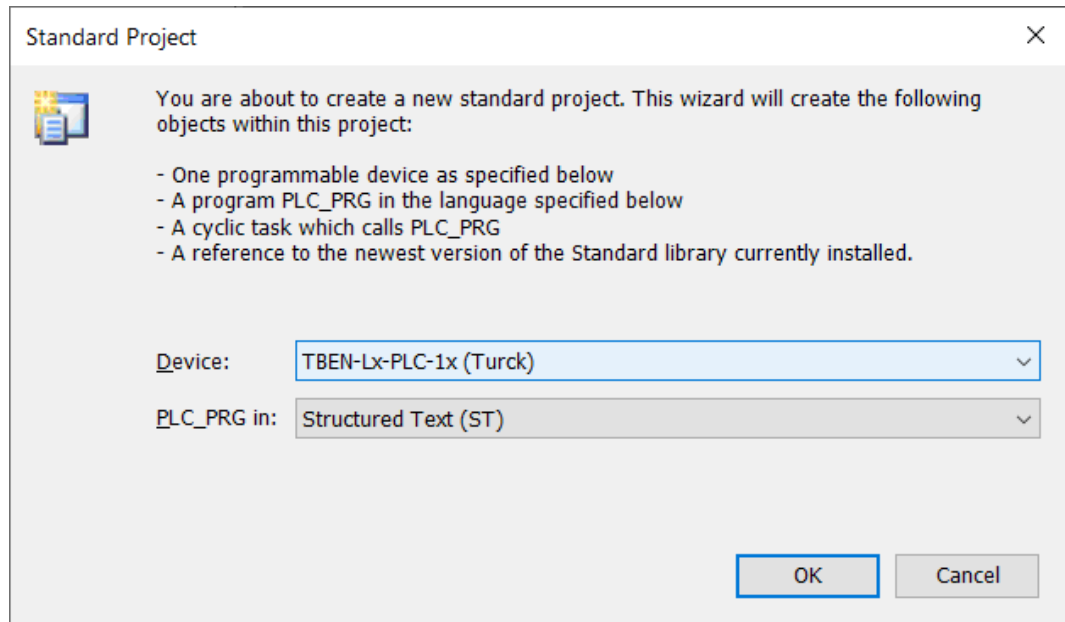 Standard Project
You are about to create a new standard project. This wizard will create the following
objects within this project:
- One programmable device as specified below
- A program PLC_PRG in the language specified below
- A cyclic task which calls PLC_PRG
- A reference to the newest version of the Standard library currently installed.
Device: TBEN-Lx-PLC-1x (Turck)
PLC_PRG in: Structured Text (ST)
OK Cancel